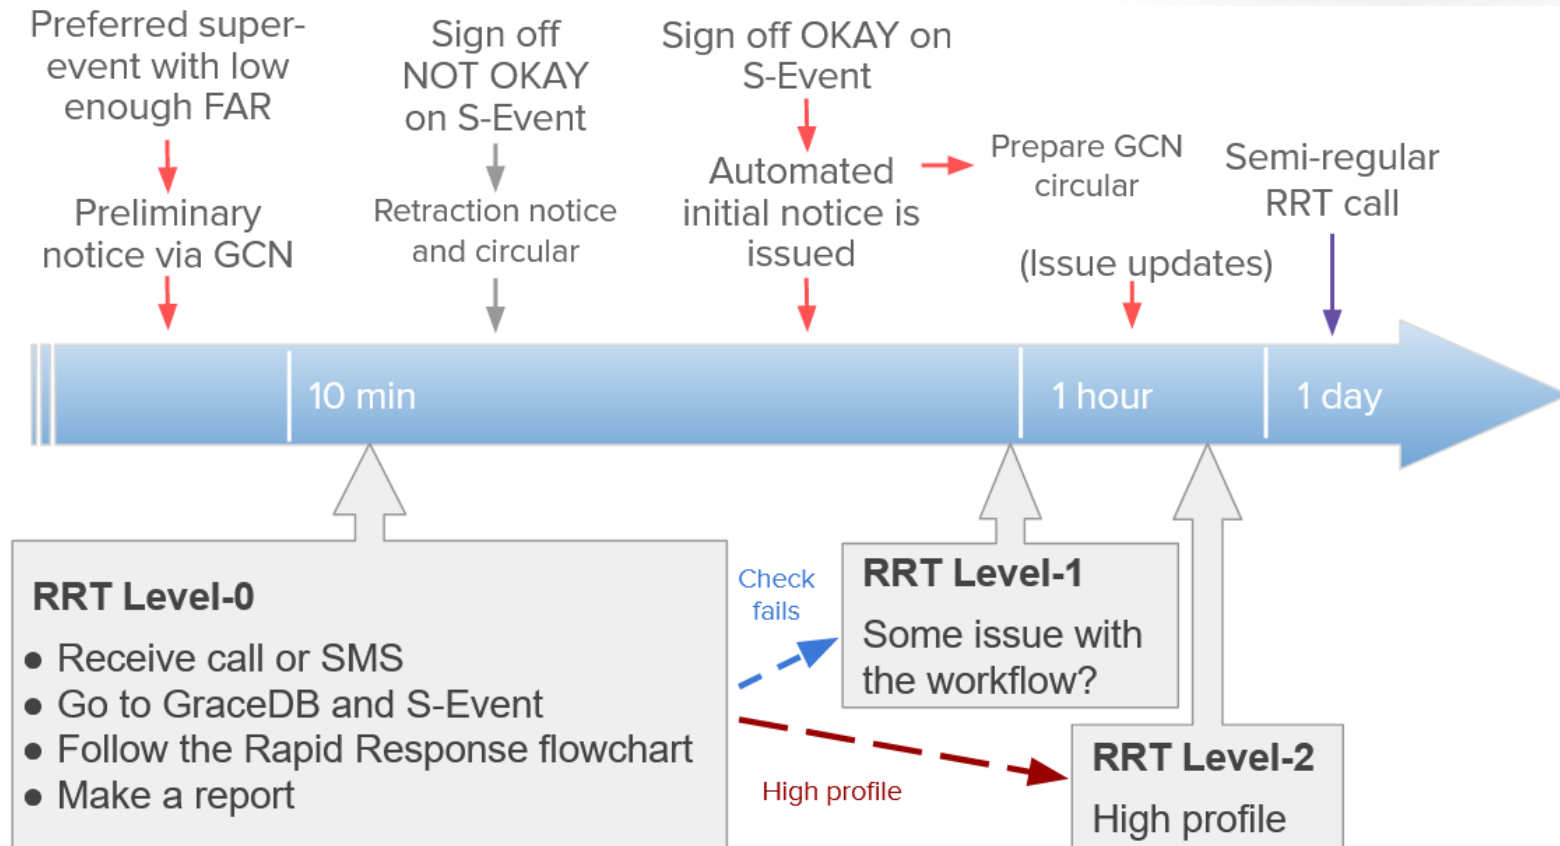 Preferred super-
event with low
enough FAR
Preliminary
notice via GCN
Sign off
NOT OKAY
on S-Event
Retraction notice
and circular
Sign off OKAY on
S-Event
Automated
initial notice is
issued
Prepare GCN
circular
(Issue updates)
Semi-regular
RRT call
10 min
1 hour
1 day
RRT Level-0
● Receive call or SMS
● Go to GraceDB and S-Event
● Follow the Rapid Response flowchart
● Make a report
Check
fails
High profile
RRT Level-1
Some issue with
the workflow?
RRT Level-2
High profile